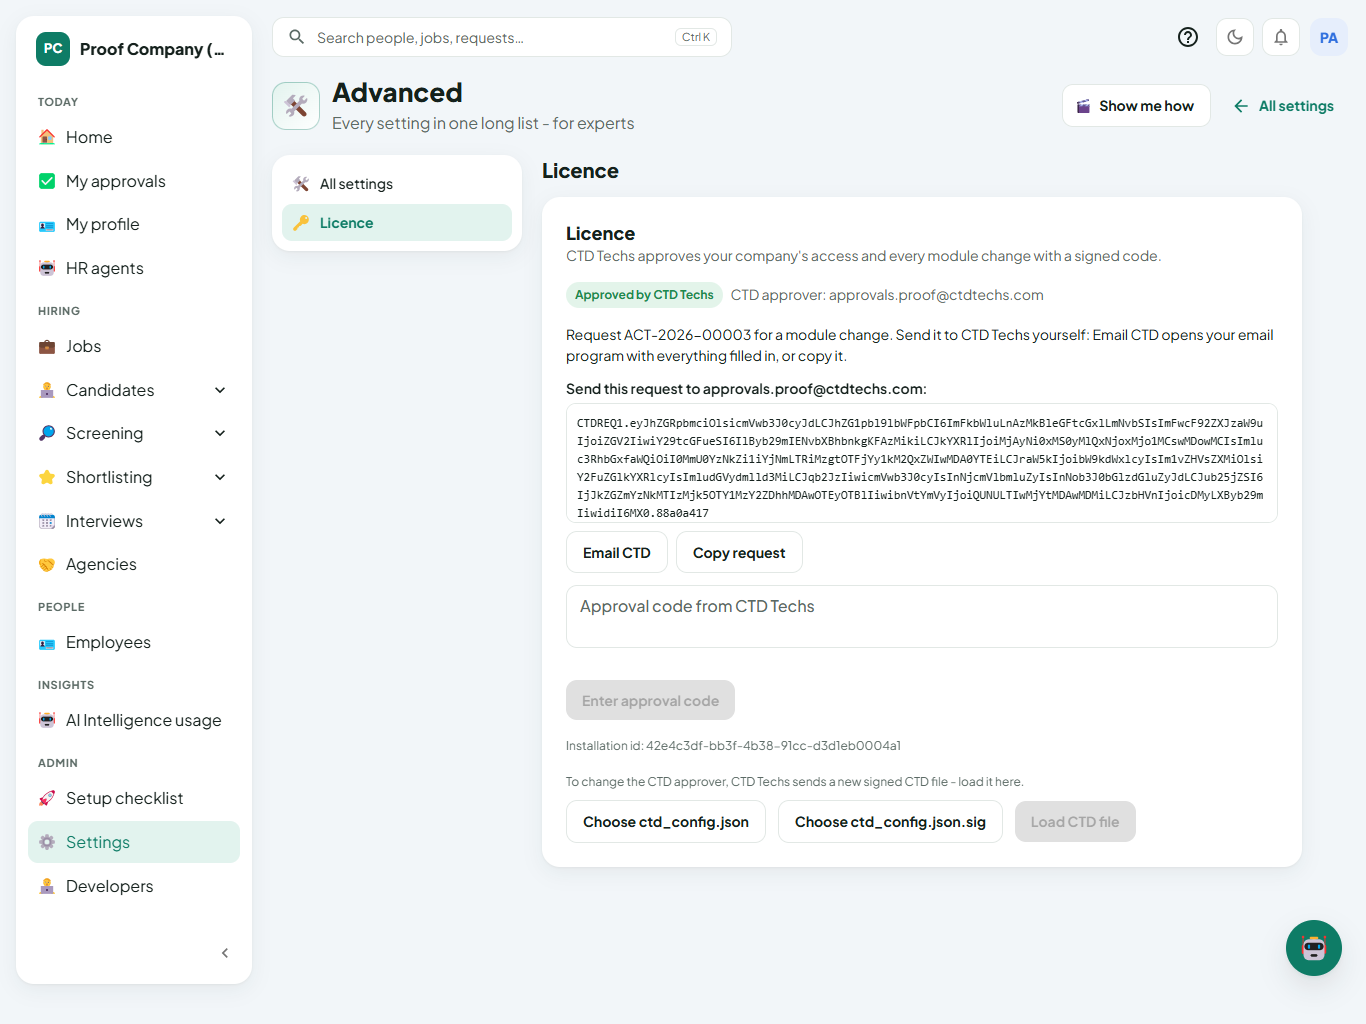 PC Proof Company (...
TODAY
Home
My approvals
My profile
HR agents
HIRING
Jobs
Candidates
Screening
Shortlisting
Interviews
Agencies
PEOPLE
Employees
INSIGHTS
AI Intelligence usage
ADMIN
Setup checklist
Settings
Developers
Search people, jobs, requests... Ctrl K
PA
Advanced
Every setting in one long list - for experts
Show me how
All settings
All settings
Licence
Licence
Licence
CTD Techs approves your company's access and every module change with a signed code.
Approved by CTD Techs CTD approver: approvals.proof@ctdtechs.com
Request ACT-2026-00003 for a module change. Send it to CTD Techs yourself: Email CTD opens your email
program with everything filled in, or copy it.
Send this request to approvals.proof@ctdtechs.com:
Email CTD Copy request
Approval code from CTD Techs
Enter approval code
Installation id: 42e4c3df-bb3f-4b38-91cc-d3d1eb0004a1
To change the CTD approver, CTD Techs sends a new signed CTD file - load it here.
Choose ctd_config.json Choose ctd_config.json.sig Load CTD file